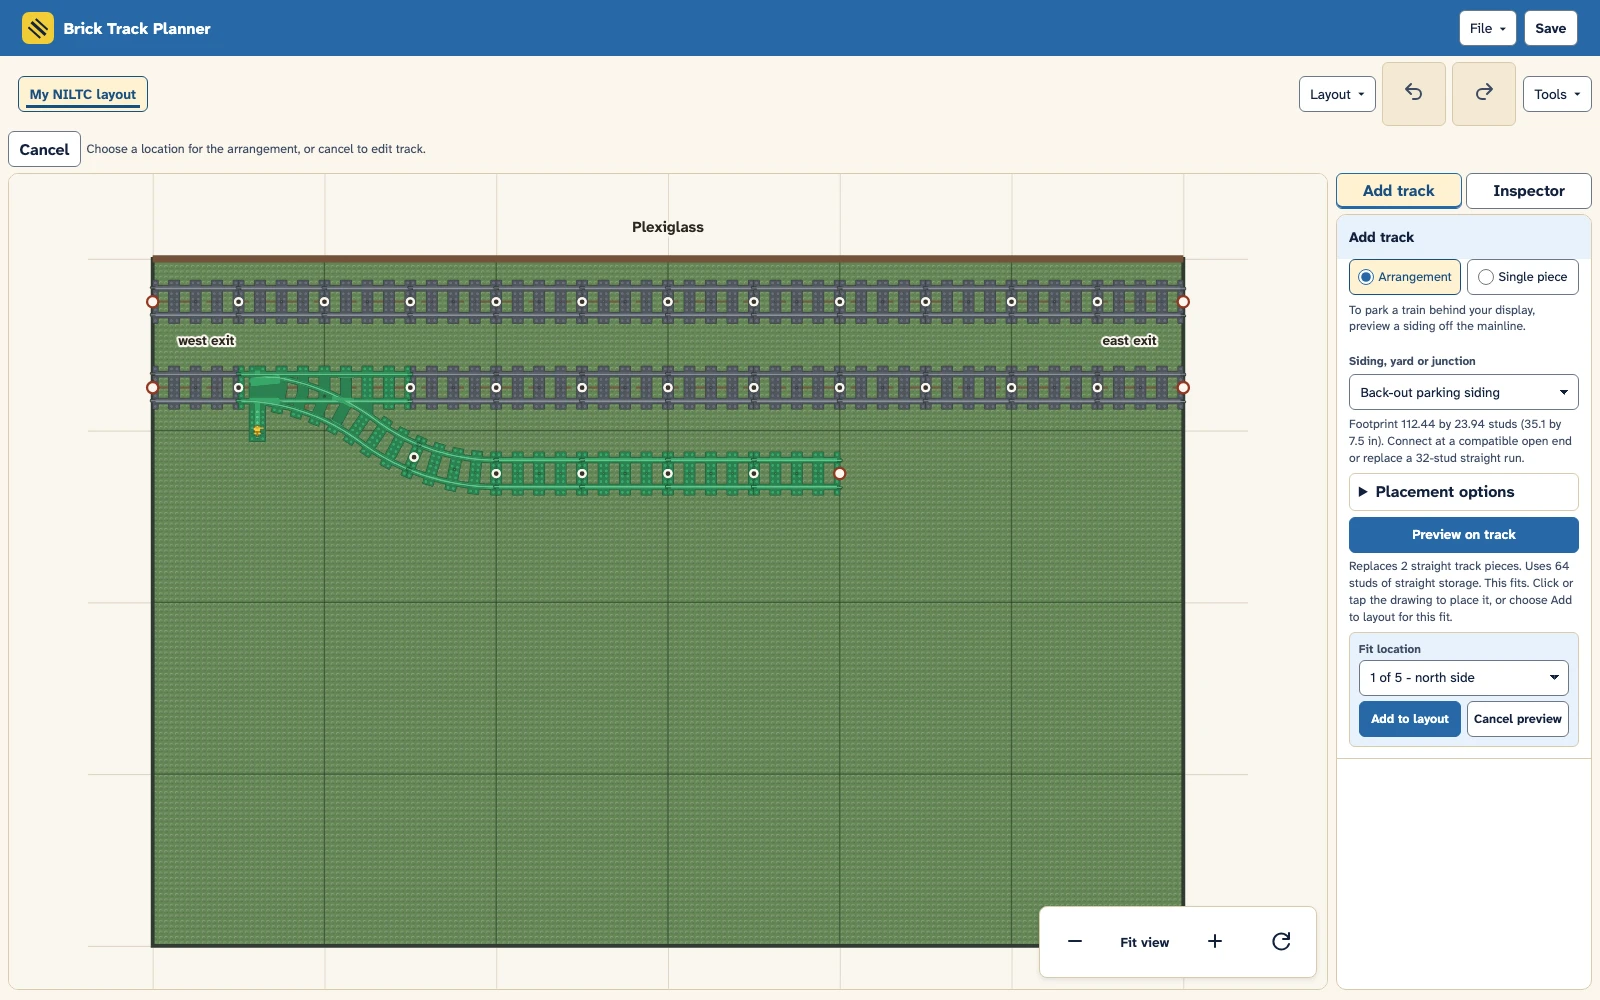 Brick Track Planner
File
Save
My NILTC layout
Layout
Tools
Cancel
Choose a location for the arrangement, or cancel to edit track.
Plexiglass
west exit
east exit
Fit view
Add track
Inspector
Add track
Arrangement
Single piece
To park a train behind your display,
preview a siding off the mainline.
Siding, yard or junction
Back-out parking siding
Footprint 112.44 by 23.94 studs (35.1 by
7.5 in). Connect at a compatible open end
or replace a 32-stud straight run.
Placement options
Preview on track
Replaces 2 straight track pieces. Uses 64
studs of straight storage. This fits. Click or
tap the drawing to place it, or choose Add
to layout for this fit.
Fit location
1 of 5 - north side
Add to layout
Cancel preview